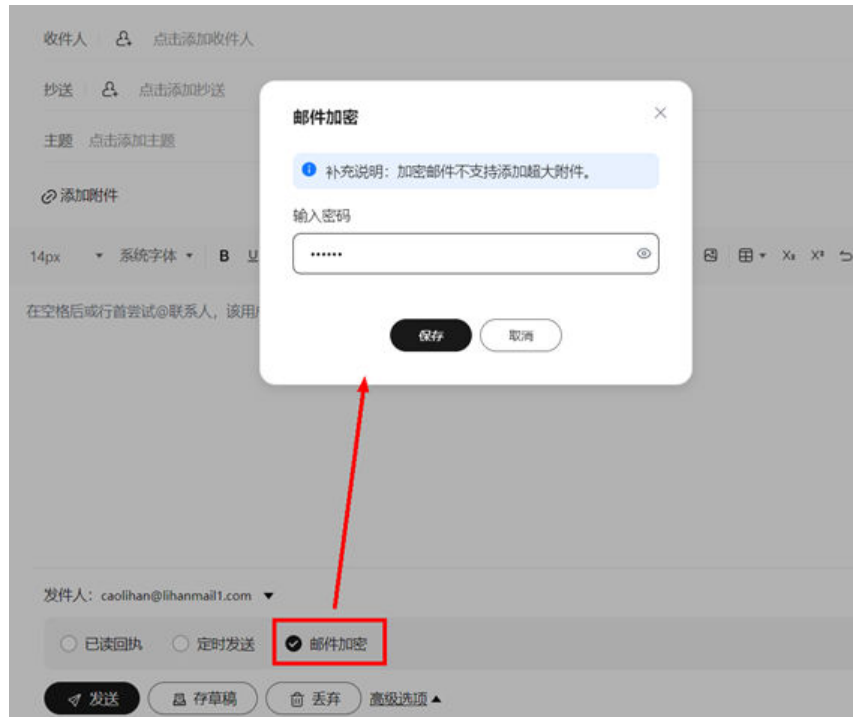 收件人 点击添加收件人
抄送 点击添加抄送
主题 点击添加主题
添加附件
14px 系统字体 B U X₂ X²
在空格后或行首尝试@联系人，该用
邮件加密
补充说明：加密邮件不支持添加超大附件。
输入密码
••••••
保存 取消
发件人：caolihan@lihanmail1.com
已读回执 定时发送 邮件加密
发送 存草稿 丢弃 高级选项